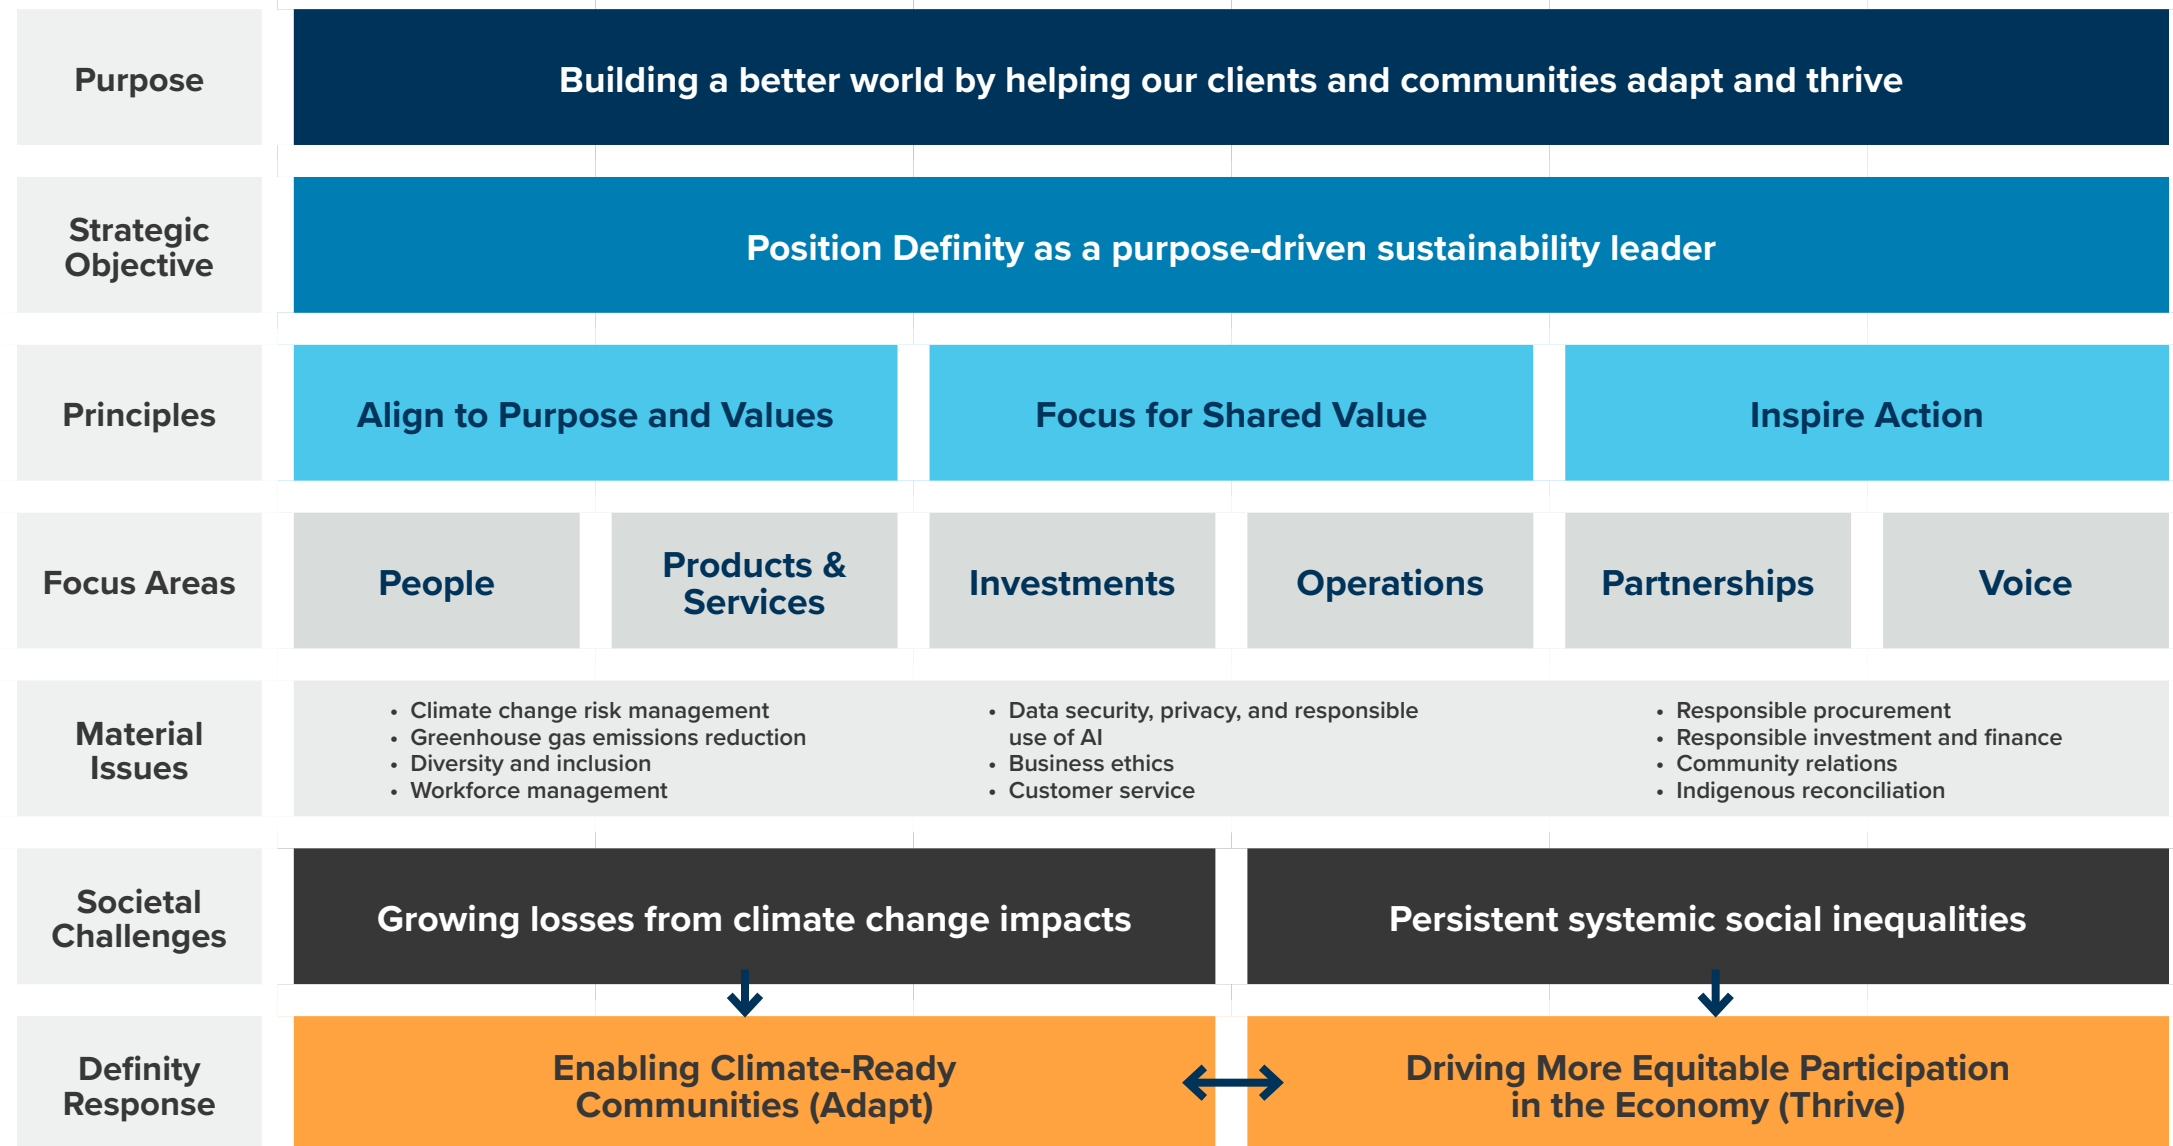 Purpose
Building a better world by helping our clients and communities adapt and thrive
Strategic
Objective
Position Definity as a purpose-driven sustainability leader
Principles
Align to Purpose and Values
Focus for Shared Value
Inspire Action
Focus Areas
People
Products &
Services
Investments
Operations
Partnerships
Voice
Material
Issues
• Climate change risk management
• Greenhouse gas emissions reduction
• Diversity and inclusion
• Workforce management
• Data security, privacy, and responsible
use of AI
• Business ethics
• Customer service
• Responsible procurement
• Responsible investment and finance
• Community relations
• Indigenous reconciliation
Societal
Challenges
Growing losses from climate change impacts
Persistent systemic social inequalities
Definity
Response
Enabling Climate-Ready
Communities (Adapt)
Driving More Equitable Participation
in the Economy (Thrive)